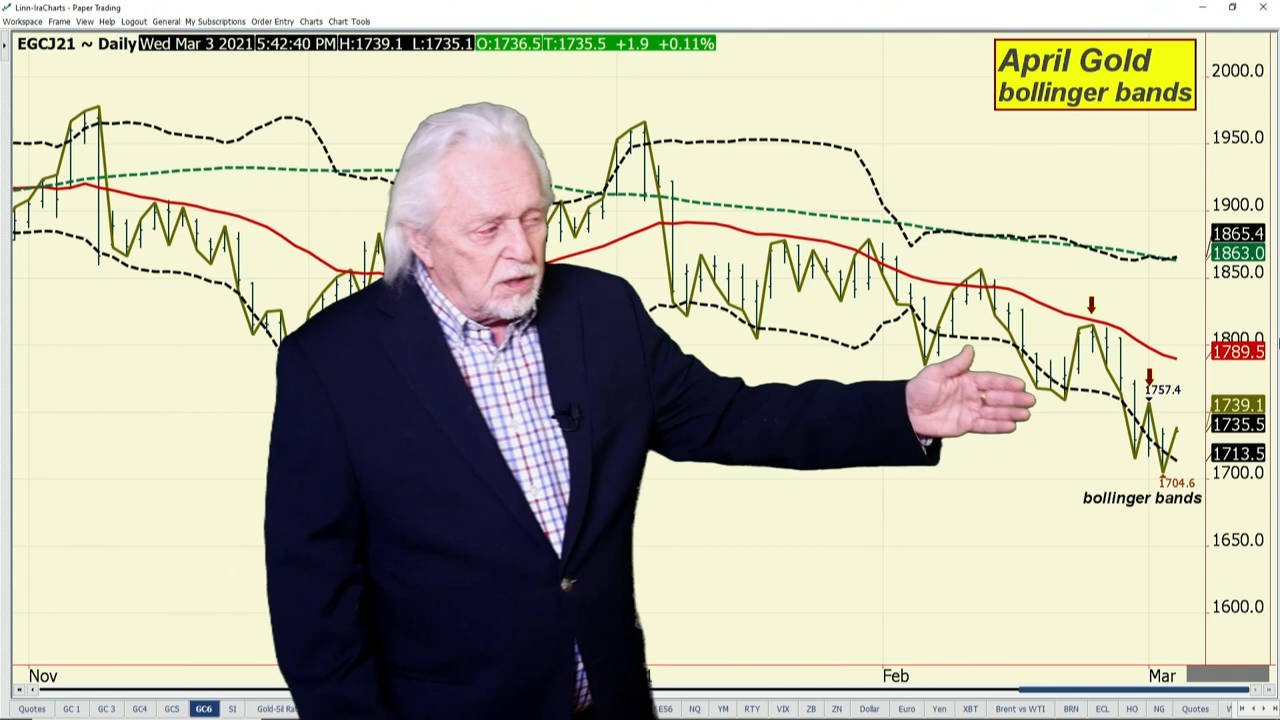 Linn-IraCharts - Paper Trading
Workspace Frame View Help Logout General My Subscriptions Order Entry Charts Chart Tools
EGCJ21 ~ Daily Wed Mar 3 2021 5:42:40 PM H:1739.1 L:1735.1 O:1736.5 T:1735.5 +1.9 +0.11%
April Gold
bollinger bands
2000.0
1950.0
1900.0
1865.4
1863.0
1850.0
1800.0
1789.5
1757.4
1739.1
1735.5
1713.5
1700.0
1704.6
bollinger bands
1650.0
1600.0
Nov Feb Mar
Quotes GC 1 GC 3 GC4 GC5 GC6 SI Gold-Sil ES6 NQ YM RTY VIX ZB ZN Dollar Euro Yen XBT Brent vs WTI BRN ECL HO NG Quotes